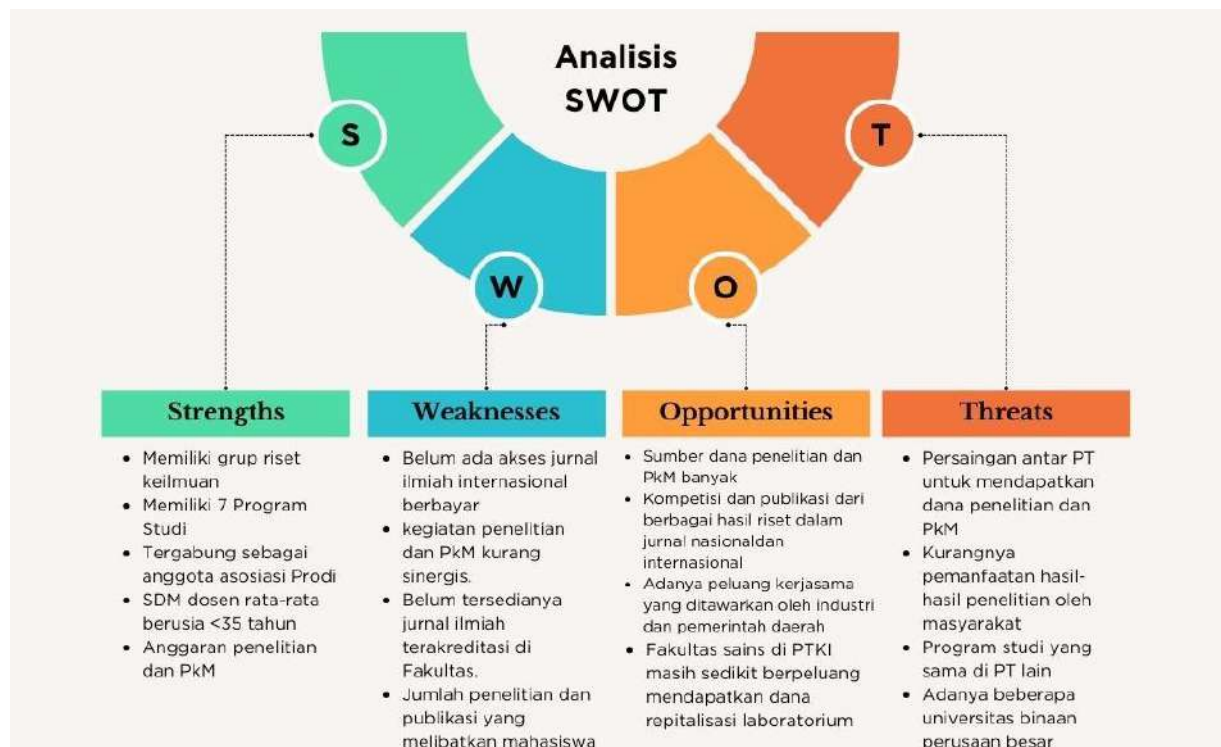 Analisis
SWOT
S
W
O
T
Strengths
• Memiliki grup riset
keilmuan
• Memiliki 7 Program
Studi
• Tergabung sebagai
anggota asosiasi Prodi
• SDM dosen rata-rata
berusia <35 tahun
• Anggaran penelitian
dan PkM
Weaknesses
• Belum ada akses jurnal
ilmiah internasional
berbayar
• kegiatan penelitian
dan PkM kurang
sinergis.
• Belum tersedianya
jurnal ilmiah
terakreditasi di
Fakultas.
• Jumlah penelitian dan
publikasi yang
melibatkan mahasiswa
Opportunities
• Sumber dana penelitian dan
PkM banyak
• Kompetisi dan publikasi dari
berbagai hasil riset dalam
jurnal nasionaldan
internasional
• Adanya peluang kerjasama
yang ditawarkan oleh industri
dan pemerintah daerah
• Fakultas sains di PTKI
masih sedikit berpeluang
mendapatkan dana
repitalisasi laboratorium
Threats
• Persaingan antar PT
untuk mendapatkan
dana penelitian dan
PkM
• Kurangnya
pemanfaatan hasil-
hasil penelitian oleh
masyarakat
• Program studi yang
sama di PT lain
• Adanya beberapa
universitas binaan
perusaan besar